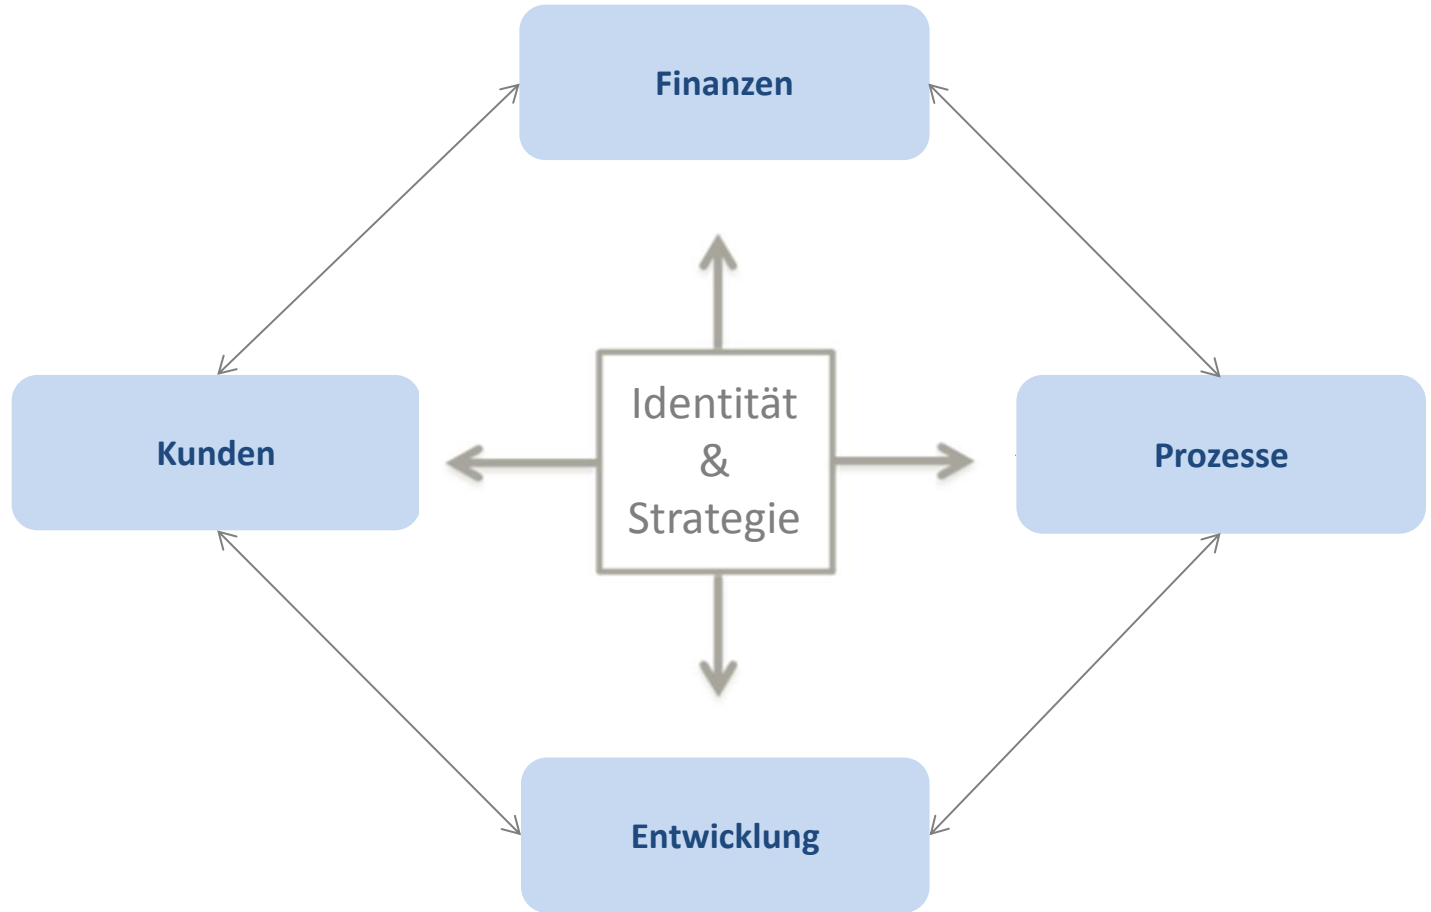 Finanzen
Kunden
Identität
&
Strategie
Prozesse
Entwicklung